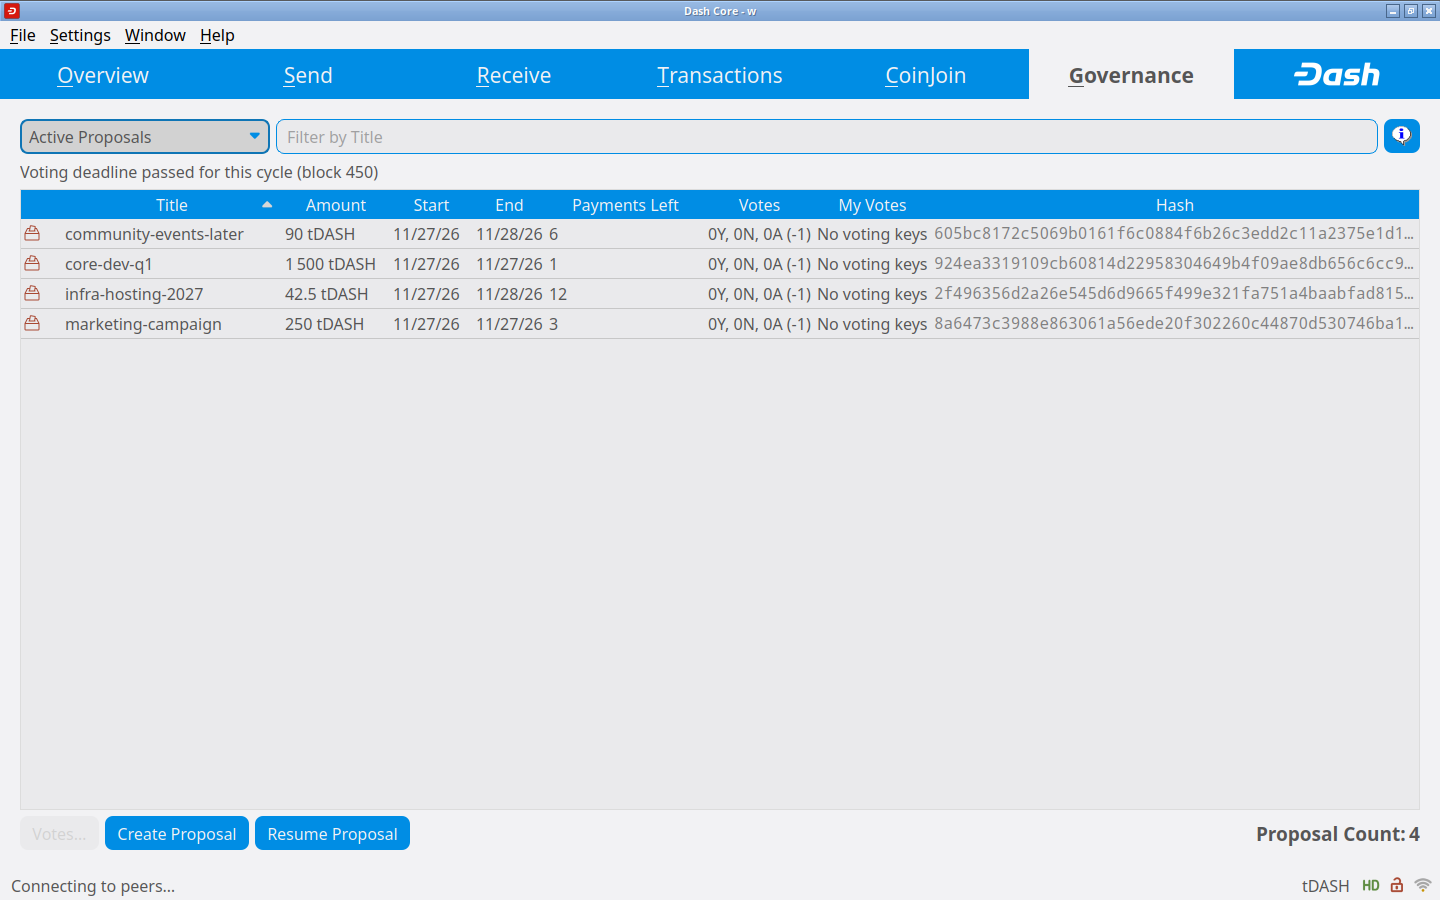 Dash Core - w
File Settings Window Help
Overview Send Receive Transactions CoinJoin Governance Dash
Active Proposals Filter by Title
Voting deadline passed for this cycle (block 450)
Title Amount Start End Payments Left Votes My Votes Hash
community-events-later 90 tDASH 11/27/26 11/28/26 6 0Y, 0N, 0A (-1) No voting keys 605bc8172c5069b0161f6c0884f6b26c3edd2c11a2375e1d1…
core-dev-q1 1 500 tDASH 11/27/26 11/27/26 1 0Y, 0N, 0A (-1) No voting keys 924ea3319109cb60814d22958304649b4f09ae8db656c6cc9…
infra-hosting-2027 42.5 tDASH 11/27/26 11/28/26 12 0Y, 0N, 0A (-1) No voting keys 2f496356d2a26e545d6d9665f499e321fa751a4baabfad815…
marketing-campaign 250 tDASH 11/27/26 11/27/26 3 0Y, 0N, 0A (-1) No voting keys 8a6473c3988e863061a56ede20f302260c44870d530746ba1…
Votes... Create Proposal Resume Proposal Proposal Count: 4
Connecting to peers... tDASH HD